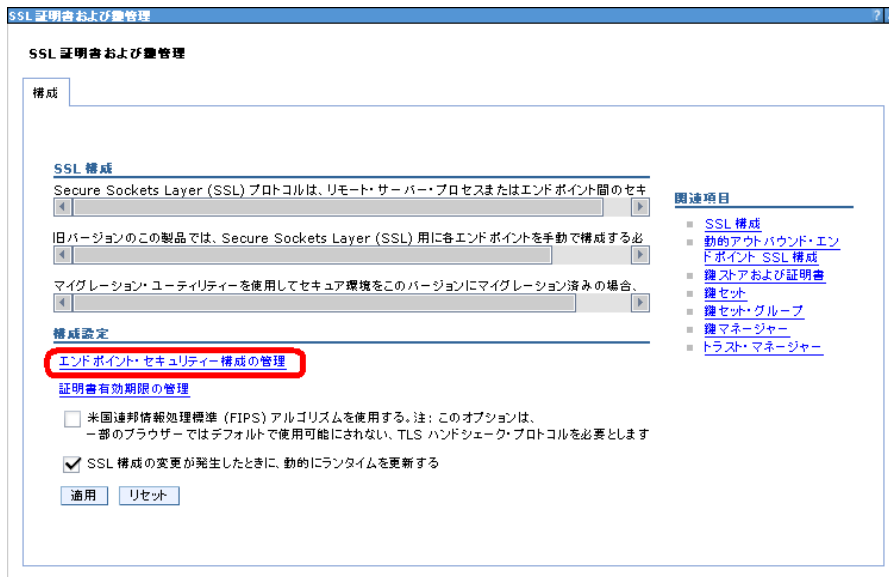 SSL 証明書および鍵管理
?
SSL 証明書および鍵管理
構成
SSL 構成
Secure Sockets Layer (SSL) プロトコルは、リモート・サーバー・プロセスまたはエンドポイント間のセキ
旧バージョンのこの製品では、Secure Sockets Layer (SSL) 用に各エンドポイントを手動で構成する必
マイグレーション・ユーティリティーを使用してセキュア環境をこのバージョンにマイグレーション済みの場合、
構成設定
エンドポイント・セキュリティー構成の管理
証明書有効期限の管理
米国連邦情報処理標準 (FIPS) アルゴリズムを使用する。注: このオプションは、
一部のブラウザーではデフォルトで使用可能にされない、TLS ハンドシェーク・プロトコルを必要とします
SSL 構成の変更が発生したときに、動的にランタイムを更新する
適用 リセット
関連項目
SSL 構成
動的アウトバウンド・エン
ドポイント SSL 構成
鍵ストアおよび証明書
鍵セット
鍵セット・グループ
鍵マネージャー
トラスト・マネージャー